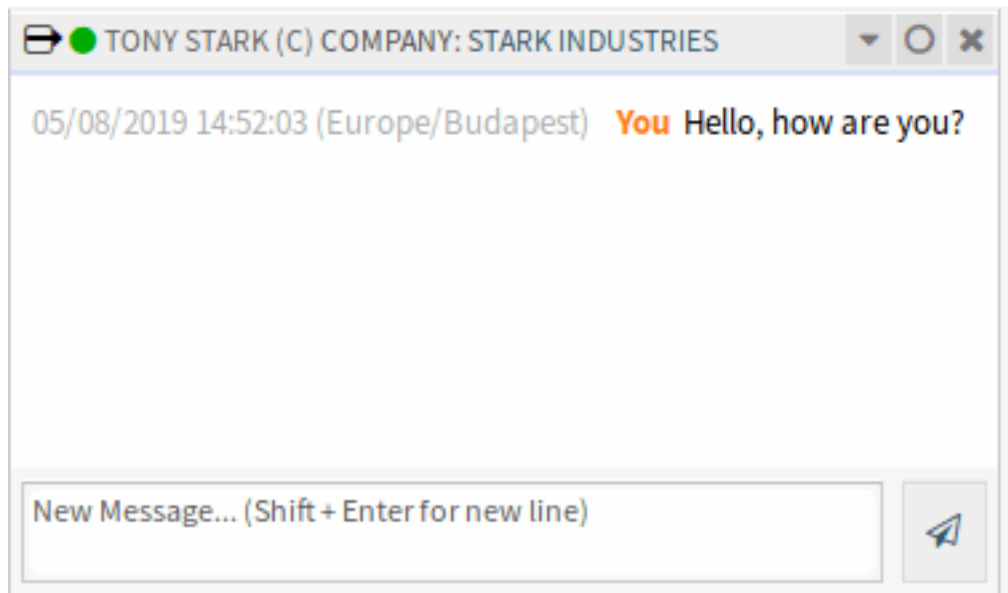 TONY STARK (C) COMPANY: STARK INDUSTRIES
05/08/2019 14:52:03 (Europe/Budapest) You Hello, how are you?
New Message... (Shift + Enter for new line)